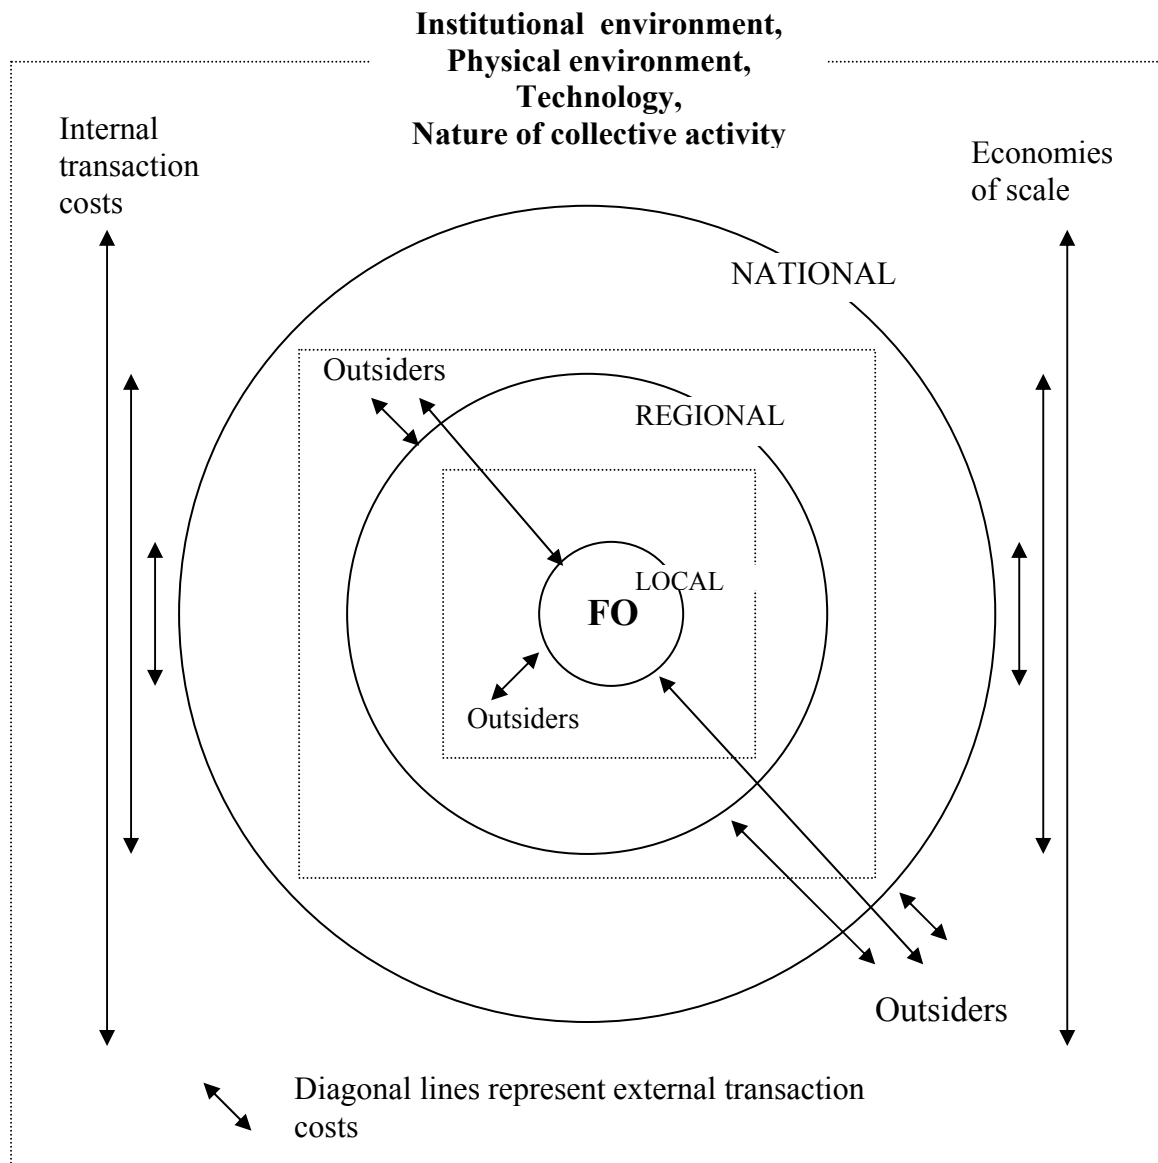 Institutional environment,
Physical environment,
Technology,
Nature of collective activity
Internal
transaction
costs
Economies
of scale
NATIONAL
Outsiders
REGIONAL
LOCAL
FO
Outsiders
Outsiders
Diagonal lines represent external transaction
costs